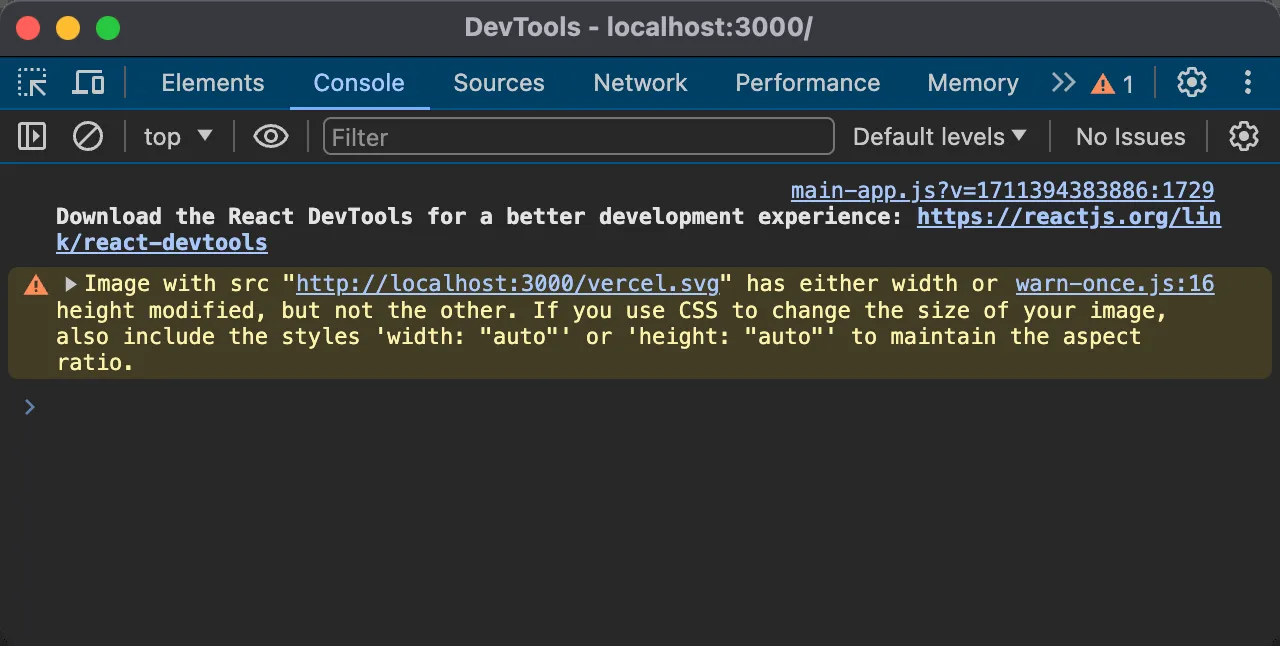 DevTools - localhost:3000/
Elements Console Sources Network Performance Memory 1
top Filter Default levels No Issues
main-app.js?v=1711394383886:1729
Download the React DevTools for a better development experience: https://reactjs.org/lin
k/react-devtools
Image with src "http://localhost:3000/vercel.svg" has either width or warn-once.js:16
height modified, but not the other. If you use CSS to change the size of your image,
also include the styles 'width: "auto"' or 'height: "auto"' to maintain the aspect
ratio.